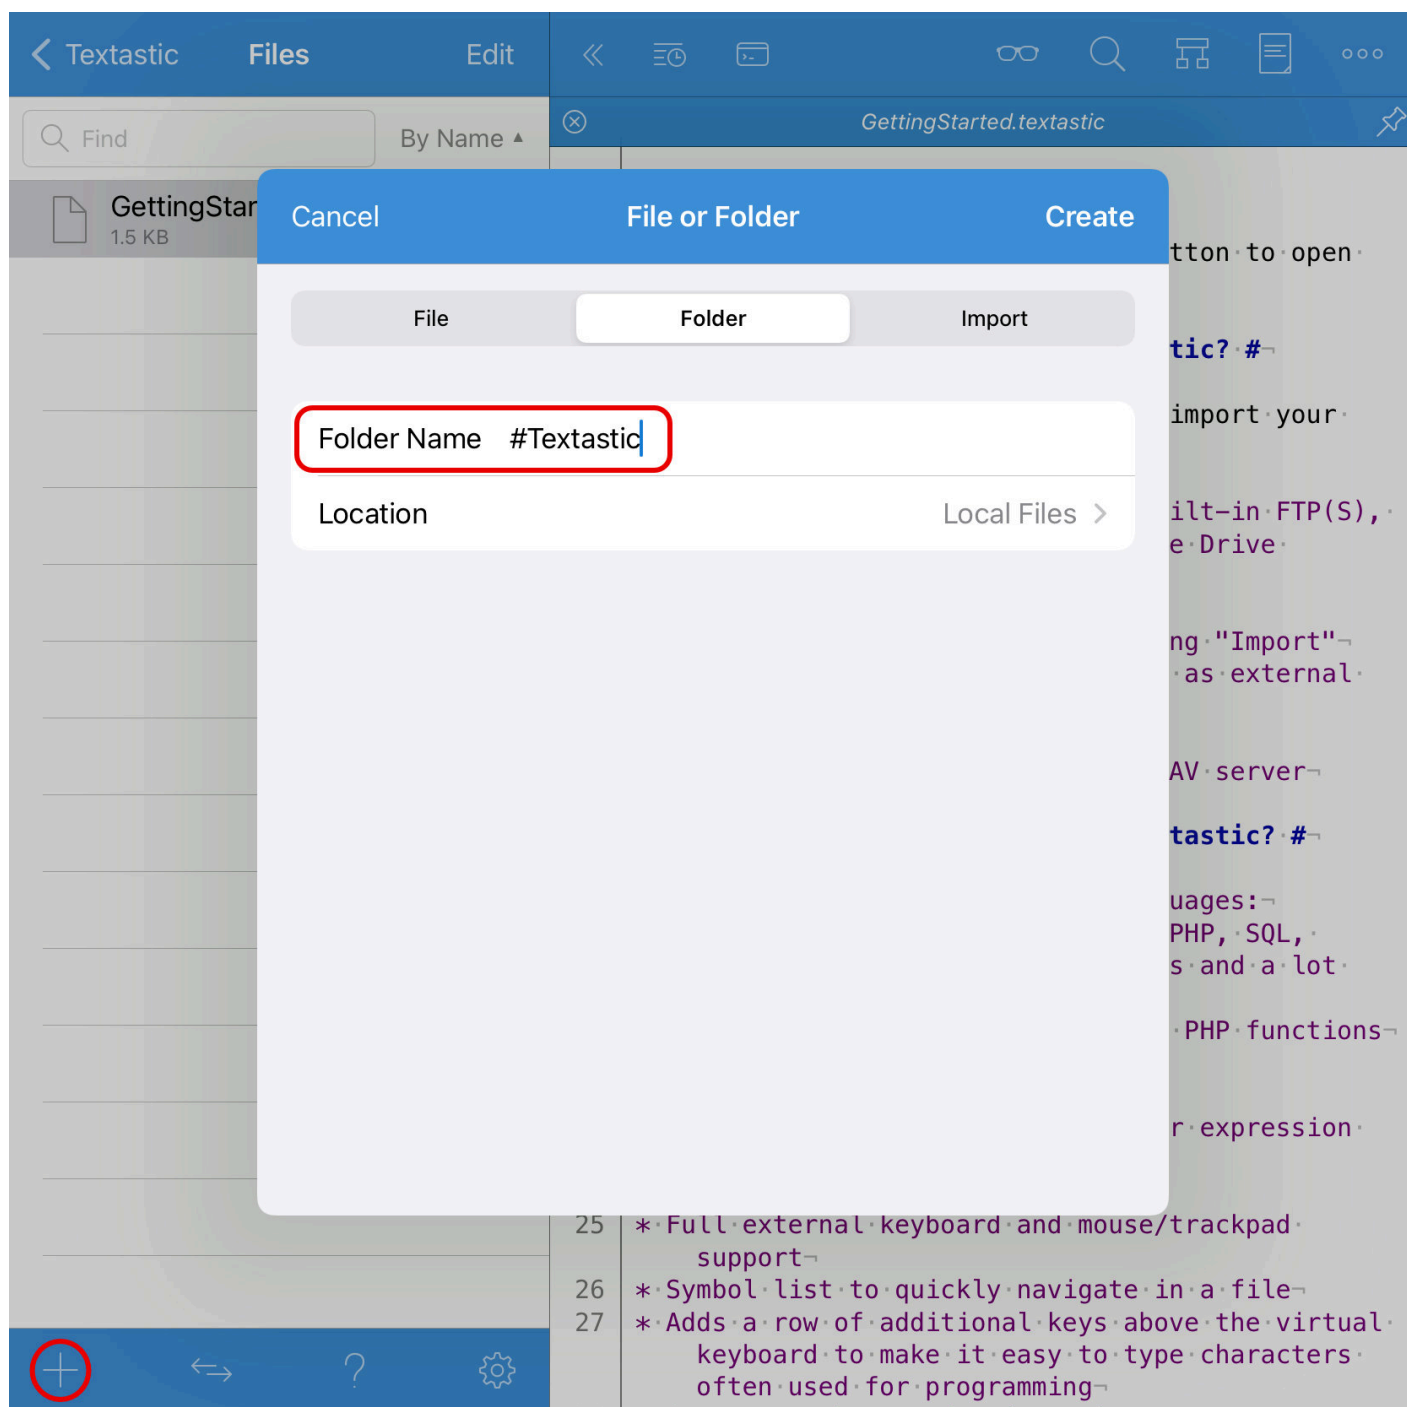 Textastic Files Edit
Find By Name ▲
GettingStarted.textastic
GettingStar
1.5 KB
Cancel File or Folder Create
File Folder Import
Folder Name #Textastic
Location Local Files
tton·to·open·
tic?·#¬
import·your·
ilt-in·FTP(S),·
e·Drive·
ng·"Import"¬
·as·external·
AV·server¬
tastic?·#¬
uages:¬
PHP,·SQL,·
s·and·a·lot·
·PHP·functions¬
r·expression·
25 *·Full·external·keyboard·and·mouse/trackpad·
support¬
26 *·Symbol·list·to·quickly·navigate·in·a·file¬
27 *·Adds·a·row·of·additional·keys·above·the·virtual·
keyboard·to·make·it·easy·to·type·characters·
often·used·for·programming¬